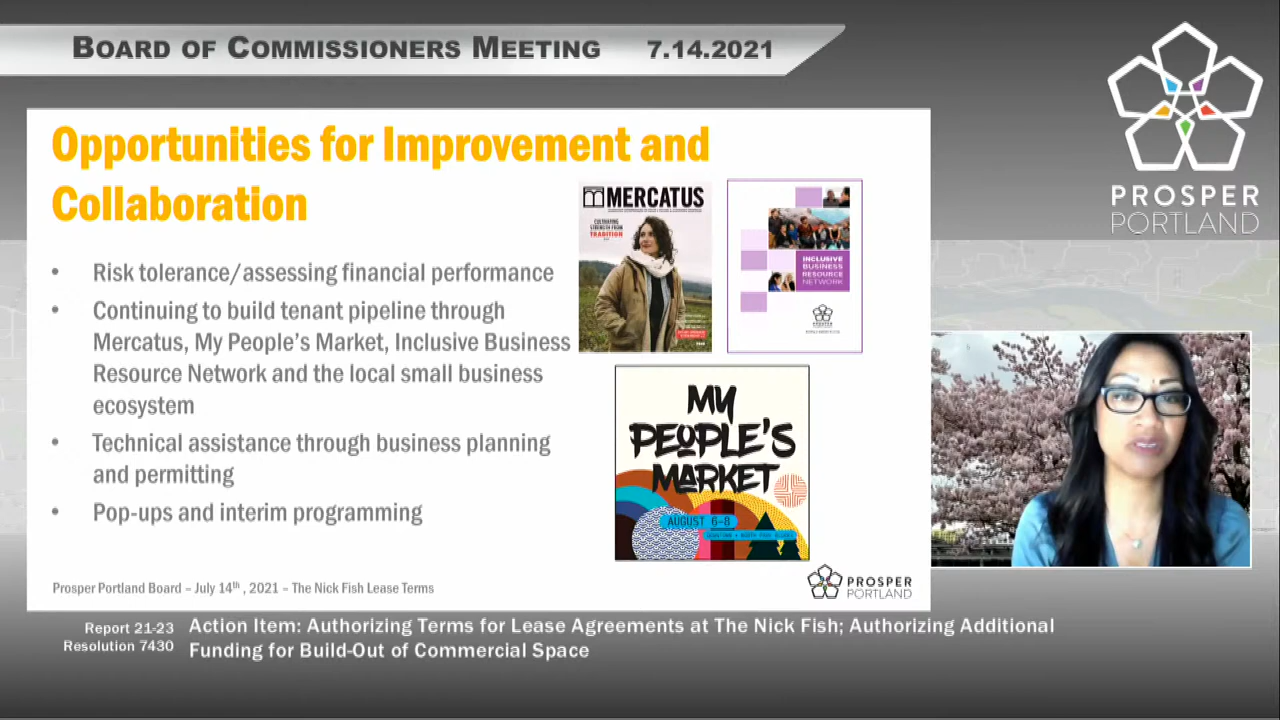 BOARD OF COMMISSIONERS MEETING 7.14.2021
PROSPER
PORTLAND
Opportunities for Improvement and
Collaboration
• Risk tolerance/assessing financial performance
• Continuing to build tenant pipeline through
Mercatus, My People's Market, Inclusive Business
Resource Network and the local small business
ecosystem
• Technical assistance through business planning
and permitting
• Pop-ups and interim programming
MERCATUS
CULTIVATING
STRENGTH FROM
TRADITION
INCLUSIVE
BUSINESS
RESOURCE
NETWORK
PROSPER
PORTLAND
MY
PEOPLE'S
MARKET
AUGUST 6-8
Prosper Portland Board – July 14th , 2021 – The Nick Fish Lease Terms
PROSPER
PORTLAND
Report 21-23
Resolution 7430
Action Item: Authorizing Terms for Lease Agreements at The Nick Fish; Authorizing Additional
Funding for Build-Out of Commercial Space